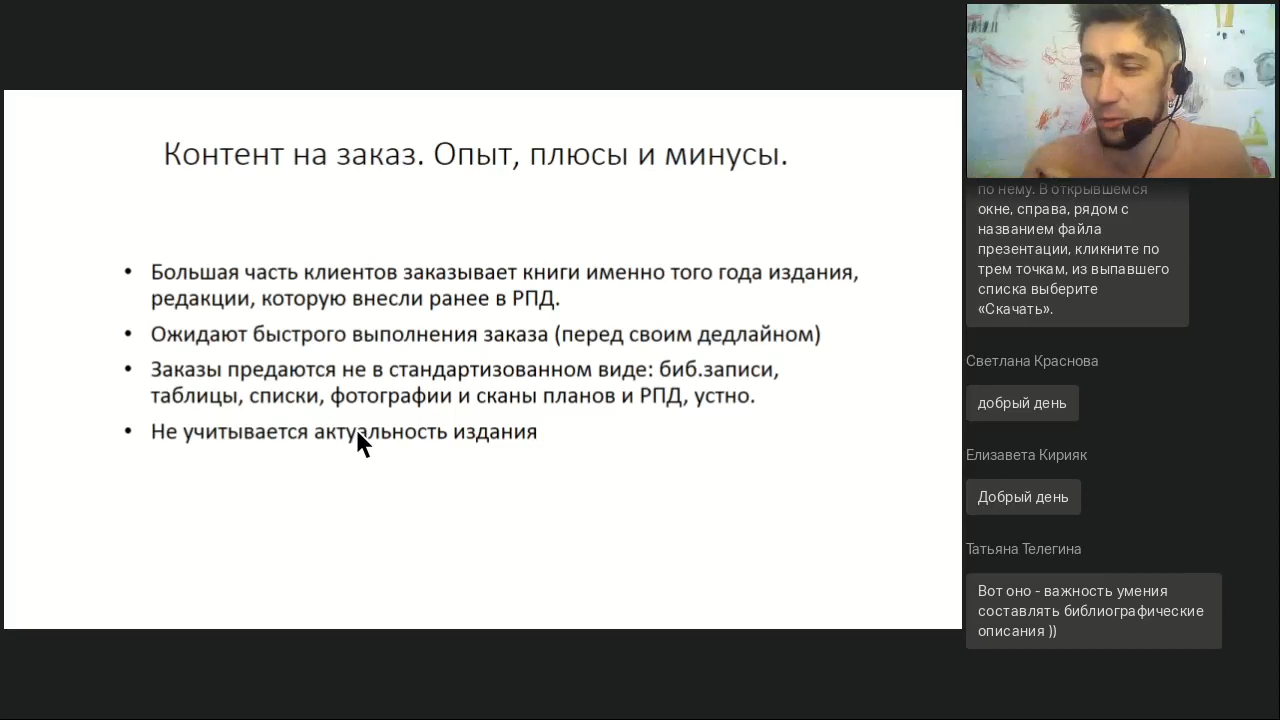 Контент на заказ. Опыт, плюсы и минусы.
• Большая часть клиентов заказывает книги именно того года издания,
редакции, которую внесли ранее в РПД.
• Ожидают быстрого выполнения заказа (перед своим дедлайном)
• Заказы предаются не в стандартизованном виде: биб.записи,
таблицы, списки, фотографии и сканы планов и РПД, устно.
• Не учитывается актуальность издания
по нему. В открывшемся
окне, справа, рядом с
названием файла
презентации, кликните по
трем точкам, из выпавшего
списка выберите
«Скачать».
Светлана Краснова
добрый день
Елизавета Кирияк
Добрый день
Татьяна Телегина
Вот оно - важность умения
составлять библиографические
описания ))